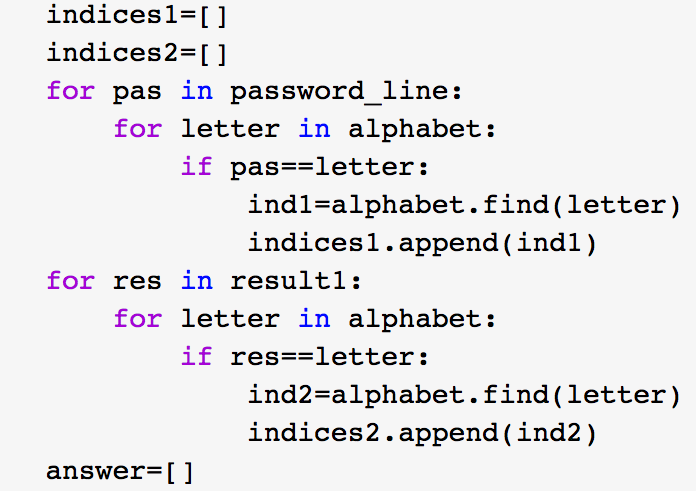 indices1=[]
indices2=[]
for pas in password_line:
    for letter in alphabet:
        if pas==letter:
            ind1=alphabet.find(letter)
            indices1.append(ind1)
for res in result1:
    for letter in alphabet:
        if res==letter:
            ind2=alphabet.find(letter)
            indices2.append(ind2)
answer=[]